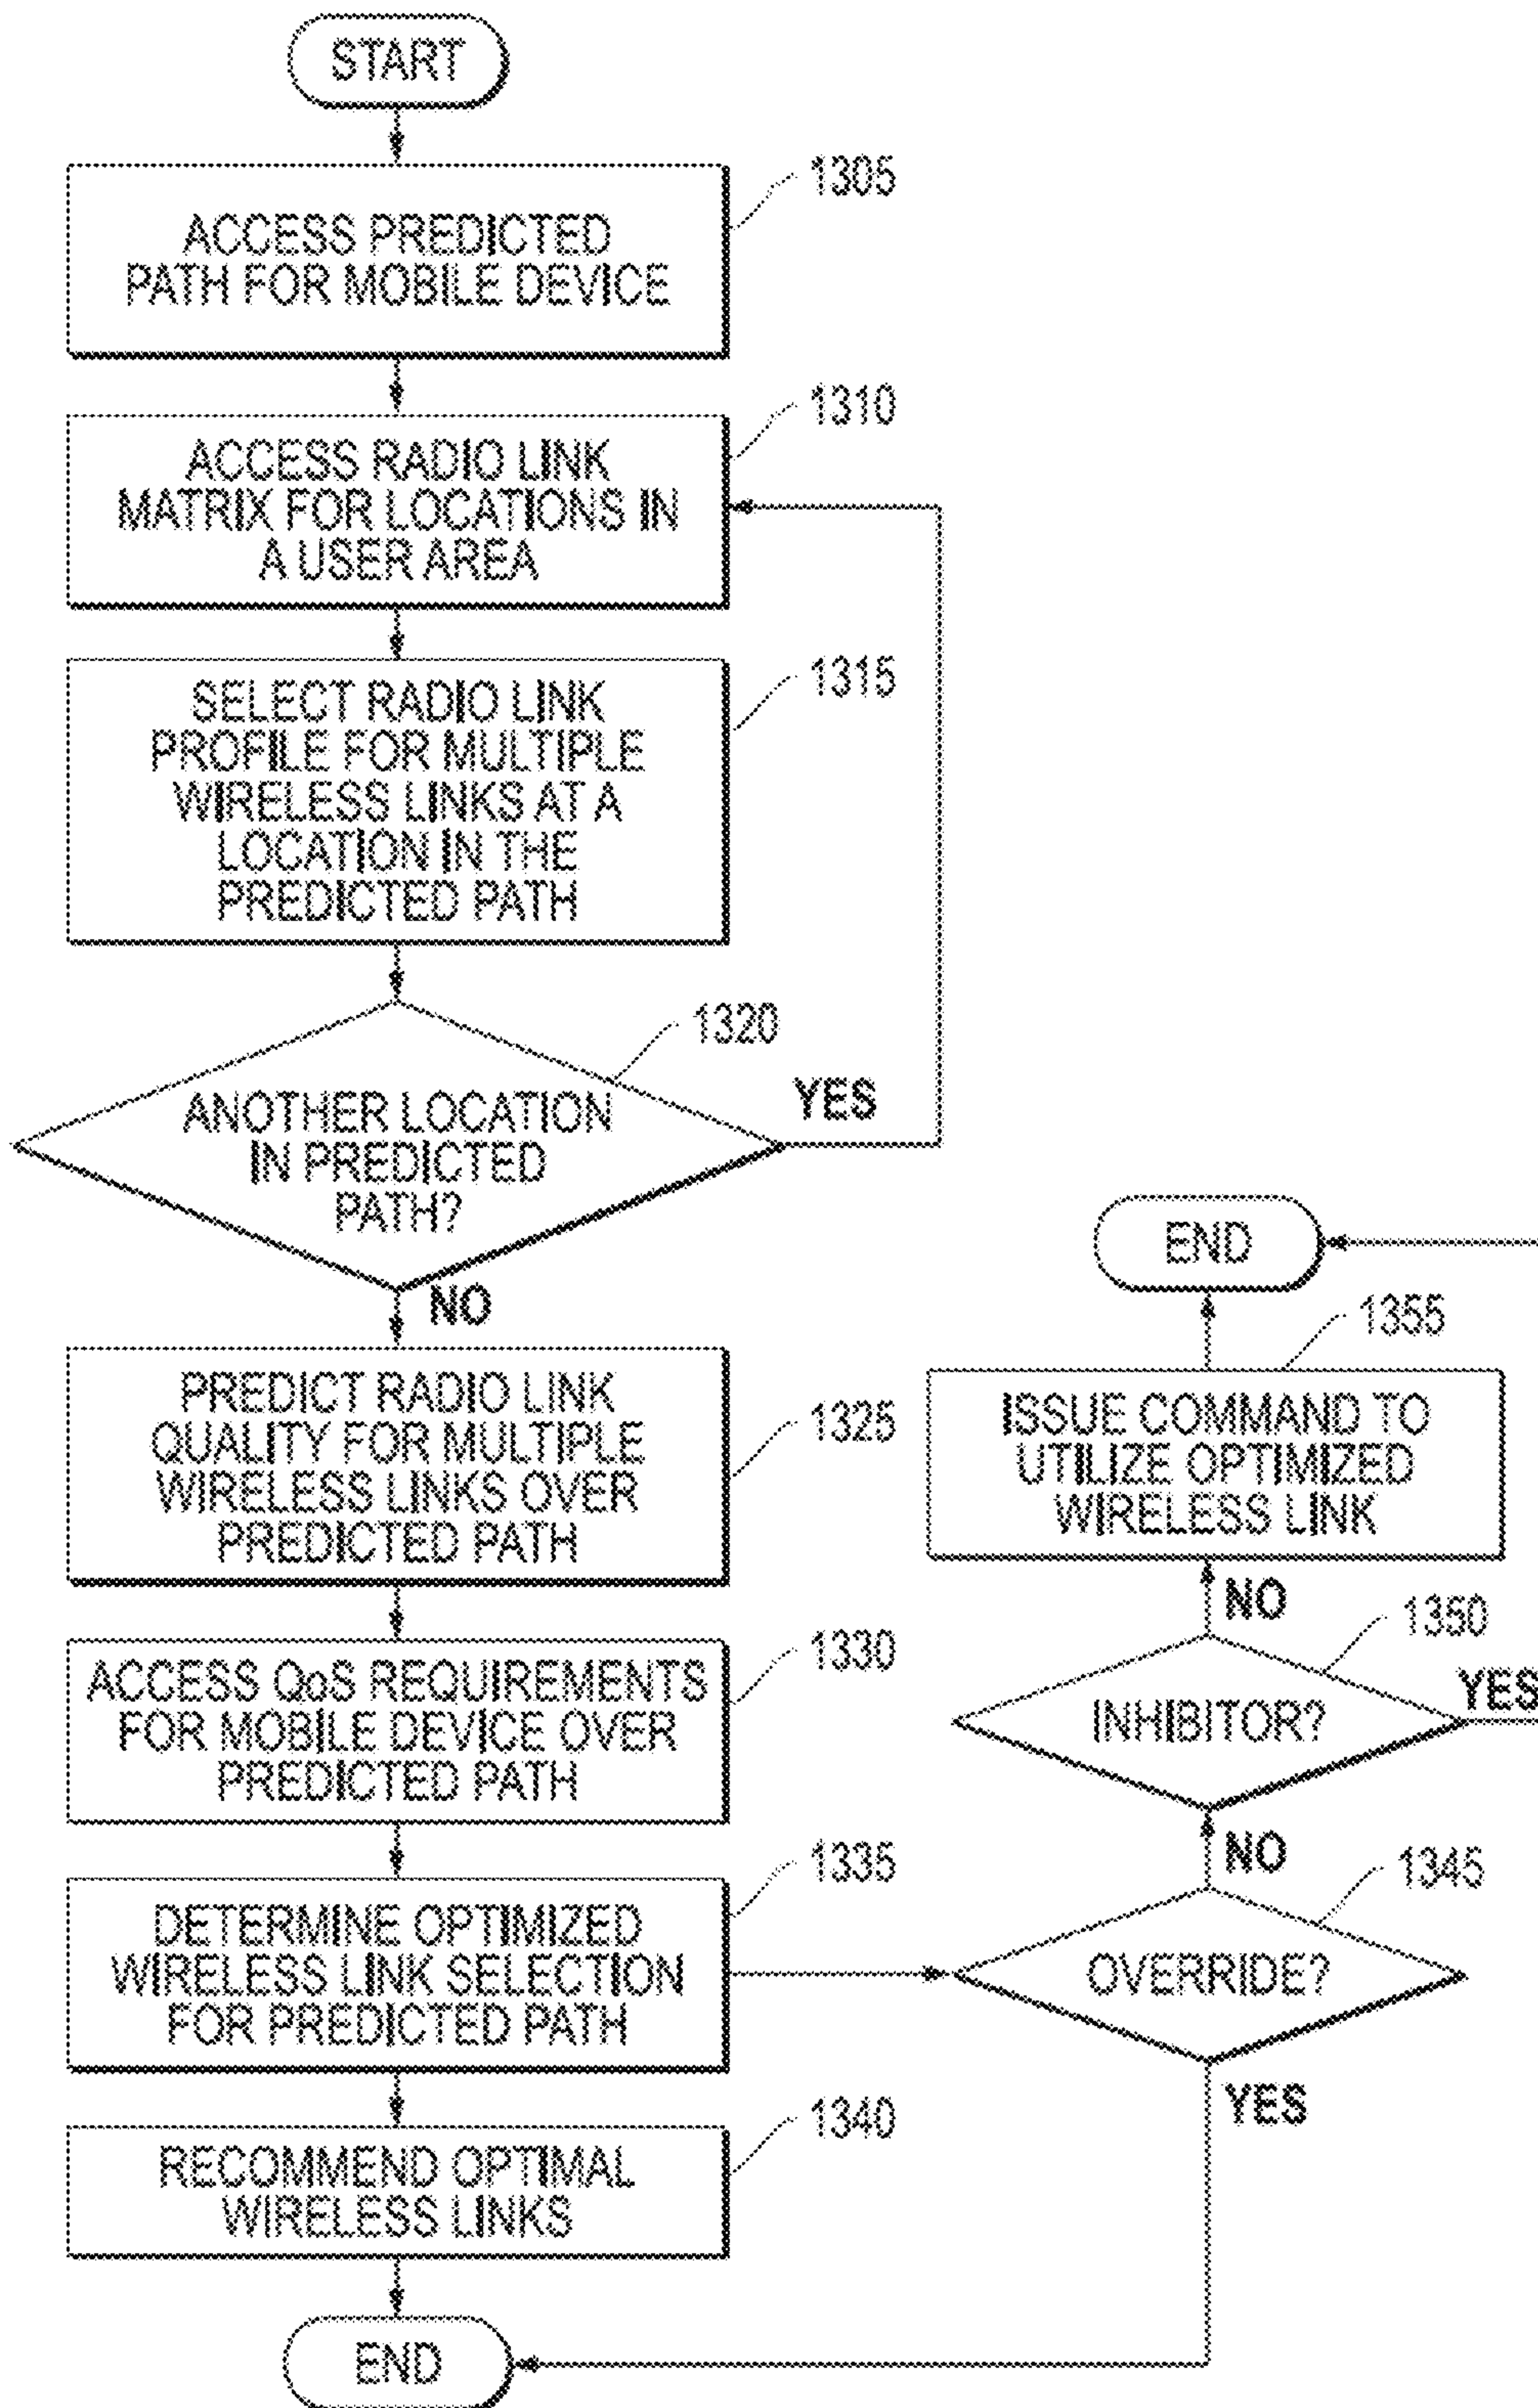 START
1305
ACCESS PREDICTED
PATH FOR MOBILE DEVICE
1310
ACCESS RADIO LINK
MATRIX FOR LOCATIONS IN
A USER AREA
1315
SELECT RADIO LINK
PROFILE FOR MULTIPLE
WIRELESS LINKS AT A
LOCATION IN THE
PREDICTED PATH
1320
ANOTHER LOCATION
IN PREDICTED
PATH?
YES
NO
1325
PREDICT RADIO LINK
QUALITY FOR MULTIPLE
WIRELESS LINKS OVER
PREDICTED PATH
1330
ACCESS QoS REQUIREMENTS
FOR MOBILE DEVICE OVER
PREDICTED PATH
1335
DETERMINE OPTIMIZED
WIRELESS LINK SELECTION
FOR PREDICTED PATH
1340
RECOMMEND OPTIMAL
WIRELESS LINKS
END
END
1355
ISSUE COMMAND TO
UTILIZE OPTIMIZED
WIRELESS LINK
NO
1350
INHIBITOR?
YES
NO
1345
OVERRIDE?
YES